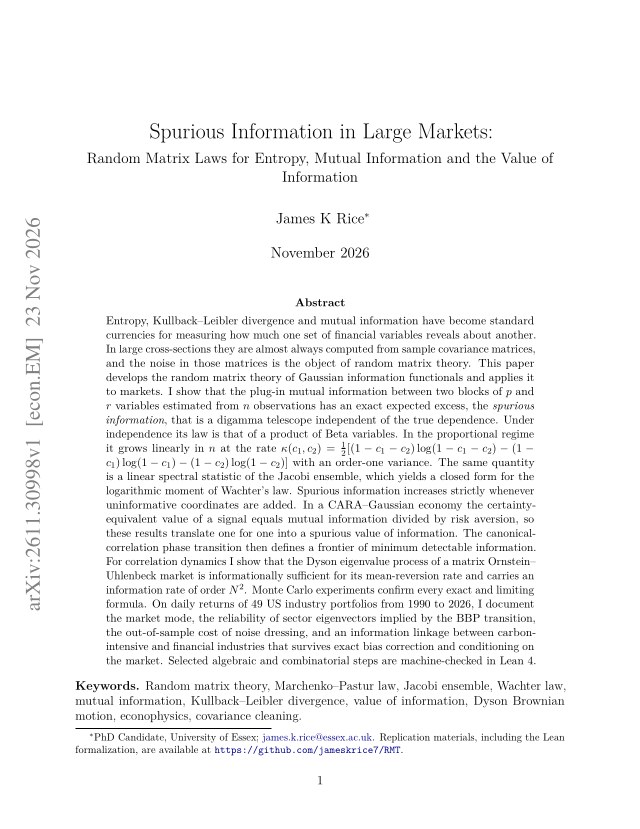 Spurious Information in Large Markets:
Random Matrix Laws for Entropy, Mutual Information and the Value of
Information
James K Rice*
November 2026
arXiv:2611.30998v1 [econ.EM] 23 Nov 2026
Abstract
Entropy, Kullback–Leibler divergence and mutual information have become standard
currencies for measuring how much one set of financial variables reveals about another.
In large cross-sections they are almost always computed from sample covariance matrices,
and the noise in those matrices is the object of random matrix theory. This paper
develops the random matrix theory of Gaussian information functionals and applies it
to markets. I show that the plug-in mutual information between two blocks of p and
r variables estimated from n observations has an exact expected excess, the spurious
information, that is a digamma telescope independent of the true dependence. Under
independence its law is that of a product of Beta variables. In the proportional regime
it grows linearly in n at the rate κ(c₁, c₂) = ½[(1 − c₁ − c₂) log(1 − c₁ − c₂) − (1 −
c₁) log(1 − c₁) − (1 − c₂) log(1 − c₂)] with an order-one variance. The same quantity
is a linear spectral statistic of the Jacobi ensemble, which yields a closed form for the
logarithmic moment of Wachter's law. Spurious information increases strictly whenever
uninformative coordinates are added. In a CARA–Gaussian economy the certainty-
equivalent value of a signal equals mutual information divided by risk aversion, so
these results translate one for one into a spurious value of information. The canonical-
correlation phase transition then defines a frontier of minimum detectable information.
For correlation dynamics I show that the Dyson eigenvalue process of a matrix Ornstein–
Uhlenbeck market is informationally sufficient for its mean-reversion rate and carries an
information rate of order N². Monte Carlo experiments confirm every exact and limiting
formula. On daily returns of 49 US industry portfolios from 1990 to 2026, I document
the market mode, the reliability of sector eigenvectors implied by the BBP transition,
the out-of-sample cost of noise dressing, and an information linkage between carbon-
intensive and financial industries that survives exact bias correction and conditioning on
the market. Selected algebraic and combinatorial steps are machine-checked in Lean 4.
Keywords. Random matrix theory, Marchenko–Pastur law, Jacobi ensemble, Wachter law,
mutual information, Kullback–Leibler divergence, value of information, Dyson Brownian
motion, econophysics, covariance cleaning.
*PhD Candidate, University of Essex; james.k.rice@essex.ac.uk. Replication materials, including the Lean
formalization, are available at https://github.com/jameskrice7/RMT.
1